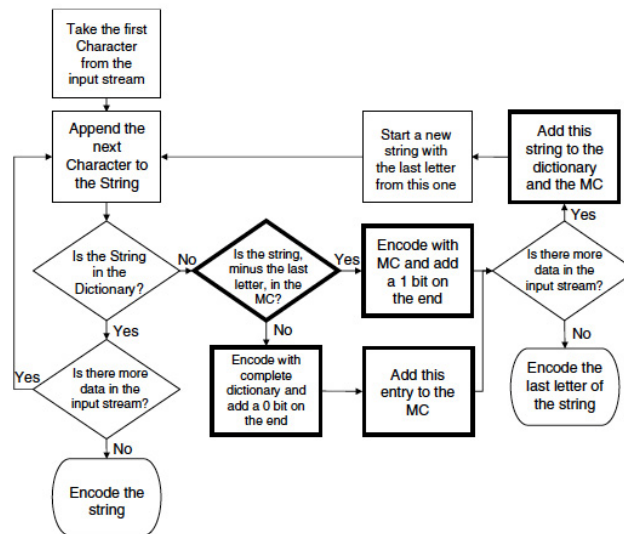 Take the first
Character
from the
input stream
Append the
next
Character to
the String
Is the String
in the
Dictionary?
No
Yes
Is there more
data in the
input stream?
Yes
No
Encode the
string
Is the string,
minus the last
letter, in the
MC?
Yes
No
Encode with
MC and add
a 1 bit on
the end
Encode with
complete
dictionary and
add a 0 bit on
the end
Add this
entry to the
MC
Is there more
data in the
input stream?
Yes
No
Add this
string to the
dictionary
and the MC
Start a new
string with
the last letter
from this one
Encode the
last letter of
the string